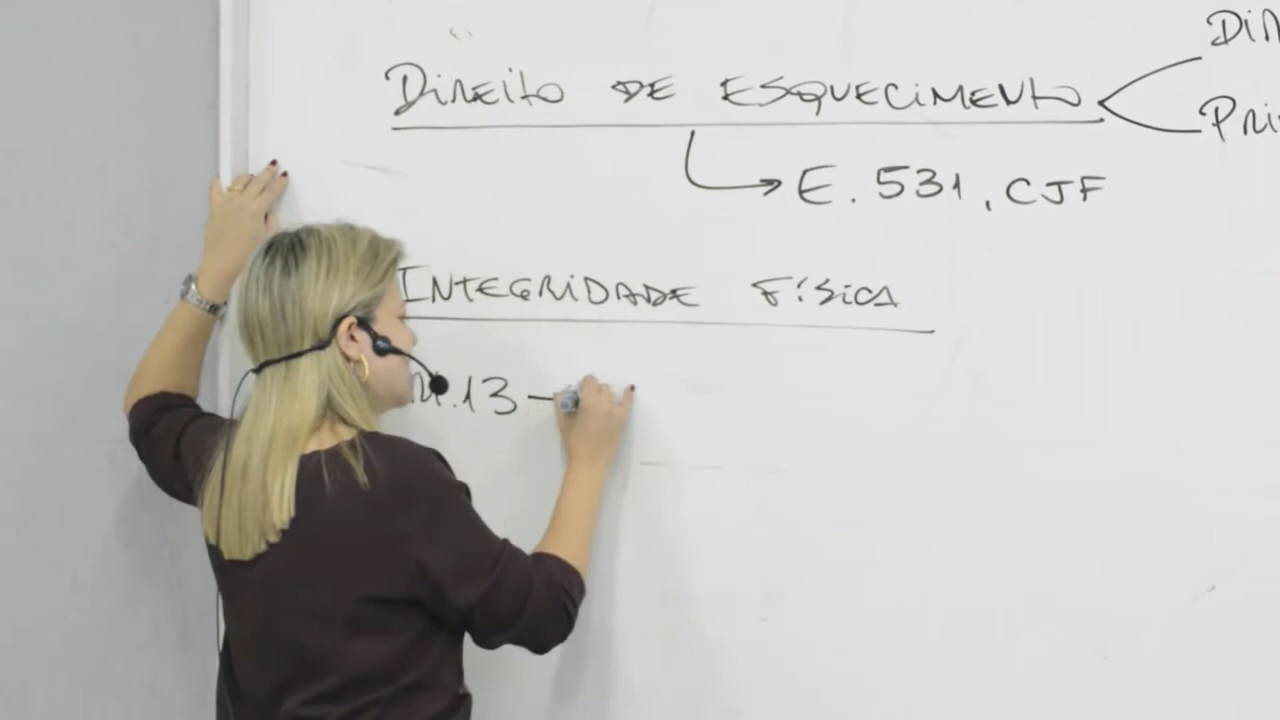 DIREITO DE ESQUECIMENTO
E. 531, CJF
INTEGRIDADE FÍSICA
.13 -